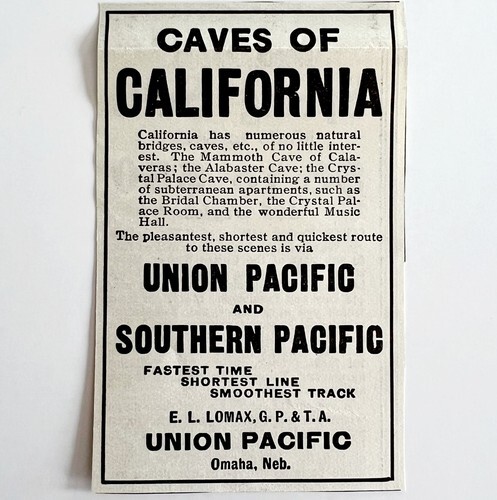 CAVES OF
CALIFORNIA
California has numerous natural
bridges, caves, etc., of no little inter-
est. The Mammoth Cave of Cala-
veras; the Alabaster Cave; the Crys-
tal Palace Cave, containing a number
of subterranean apartments, such as
the Bridal Chamber, the Crystal Pal-
ace Room, and the wonderful Music
Hall.
The pleasantest, shortest and quickest route
to these scenes is via
UNION PACIFIC
AND
SOUTHERN PACIFIC
FASTEST TIME
SHORTEST LINE
SMOOTHEST TRACK
E. L. LOMAX, G. P. & T. A.
UNION PACIFIC
Omaha, Neb.